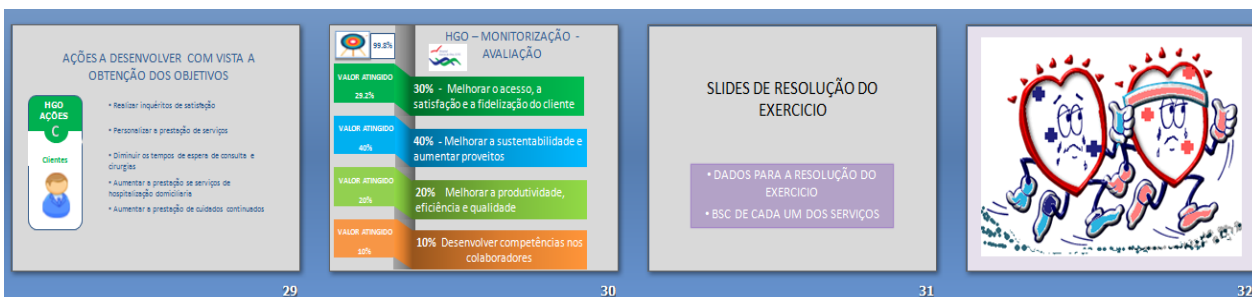 AÇÕES A DESENVOLVER COM VISTA A
OBTENÇÃO DOS OBJETIVOS
HGO
AÇÕES
C
Clientes
• Realizar inquéritos de satisfação
• Personalizar a prestação de serviços
• Diminuir os tempos de espera de consulta e
cirurgias
• Aumentar a prestação se serviços de
hospitalização domiciliaria
• Aumentar a prestação de cuidados continuados
29
99.8%
HGO – MONITORIZAÇÃO -
AVALIAÇÃO
VALOR ATINGIDO
29.2%
30% - Melhorar o acesso, a
satisfação e a fidelização do cliente
VALOR ATINGIDO
40%
40% - Melhorar a sustentabilidade e
aumentar proveitos
VALOR ATINGIDO
20%
20% Melhorar a produtividade,
eficiência e qualidade
VALOR ATINGIDO
10%
10% Desenvolver competências nos
colaboradores
30
SLIDES DE RESOLUÇÃO DO
EXERCICIO
• DADOS PARA A RESOLUÇÃO DO
EXERCICIO
• BSC DE CADA UM DOS SERVIÇOS
31
32